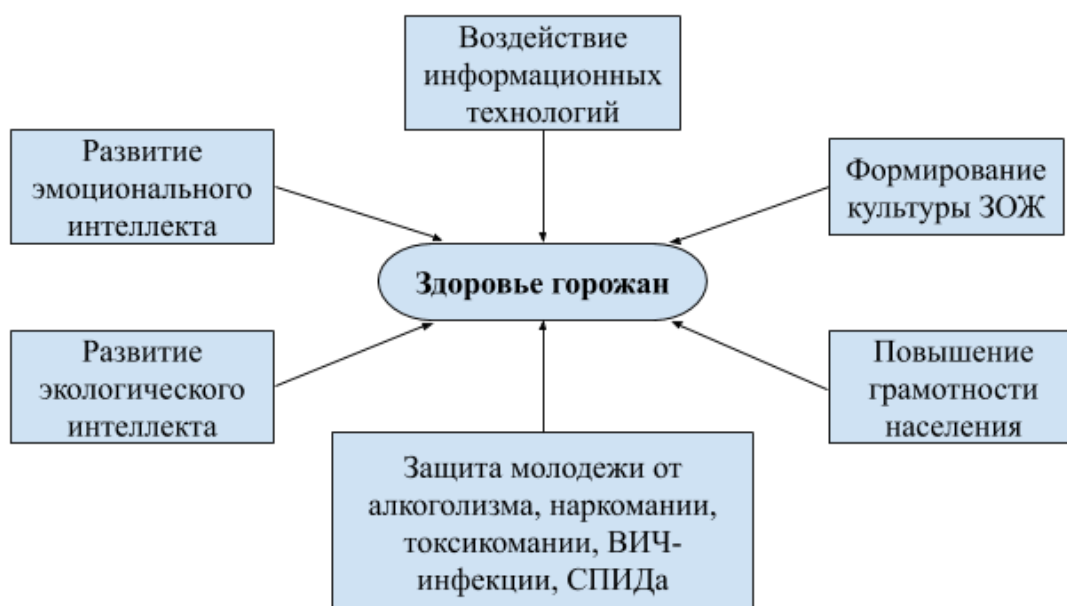 Воздействие
информационных
технологий
Развитие
эмоционального
интеллекта
Формирование
культуры ЗОЖ
Здоровье горожан
Развитие
экологического
интеллекта
Повышение
грамотности
населения
Защита молодежи от
алкоголизма, наркомании,
токсикомании, ВИЧ-
инфекции, СПИДа